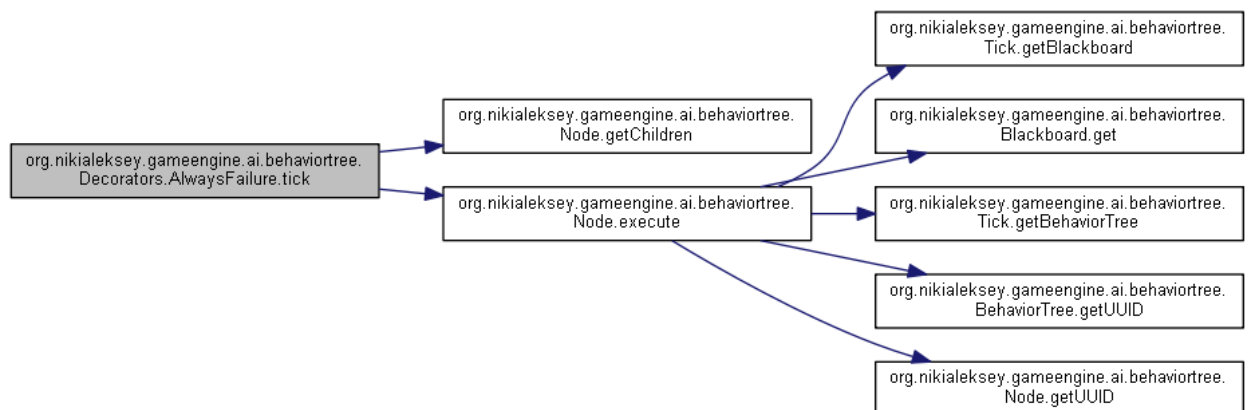 org.nikialeksey.gameengine.ai.behaviortree.
Decorators.AlwaysFailure.tick
org.nikialeksey.gameengine.ai.behaviortree.
Node.getChildren
org.nikialeksey.gameengine.ai.behaviortree.
Node.execute
org.nikialeksey.gameengine.ai.behaviortree.
Tick.getBlackboard
org.nikialeksey.gameengine.ai.behaviortree.
Blackboard.get
org.nikialeksey.gameengine.ai.behaviortree.
Tick.getBehaviorTree
org.nikialeksey.gameengine.ai.behaviortree.
BehaviorTree.getUUID
org.nikialeksey.gameengine.ai.behaviortree.
Node.getUUID